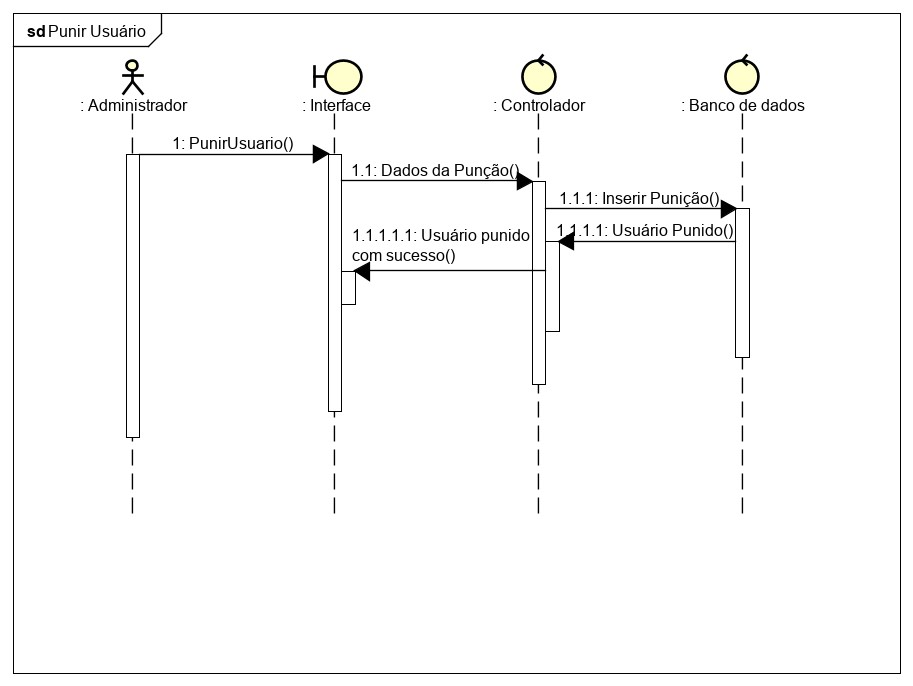 sd Punir Usuário
: Administrador
: Interface
: Controlador
: Banco de dados
1: PunirUsuario()
1.1: Dados da Punção()
1.1.1: Inserir Punição()
1.1.1.1: Usuário Punido()
1.1.1.1.1: Usuário punido
com sucesso()